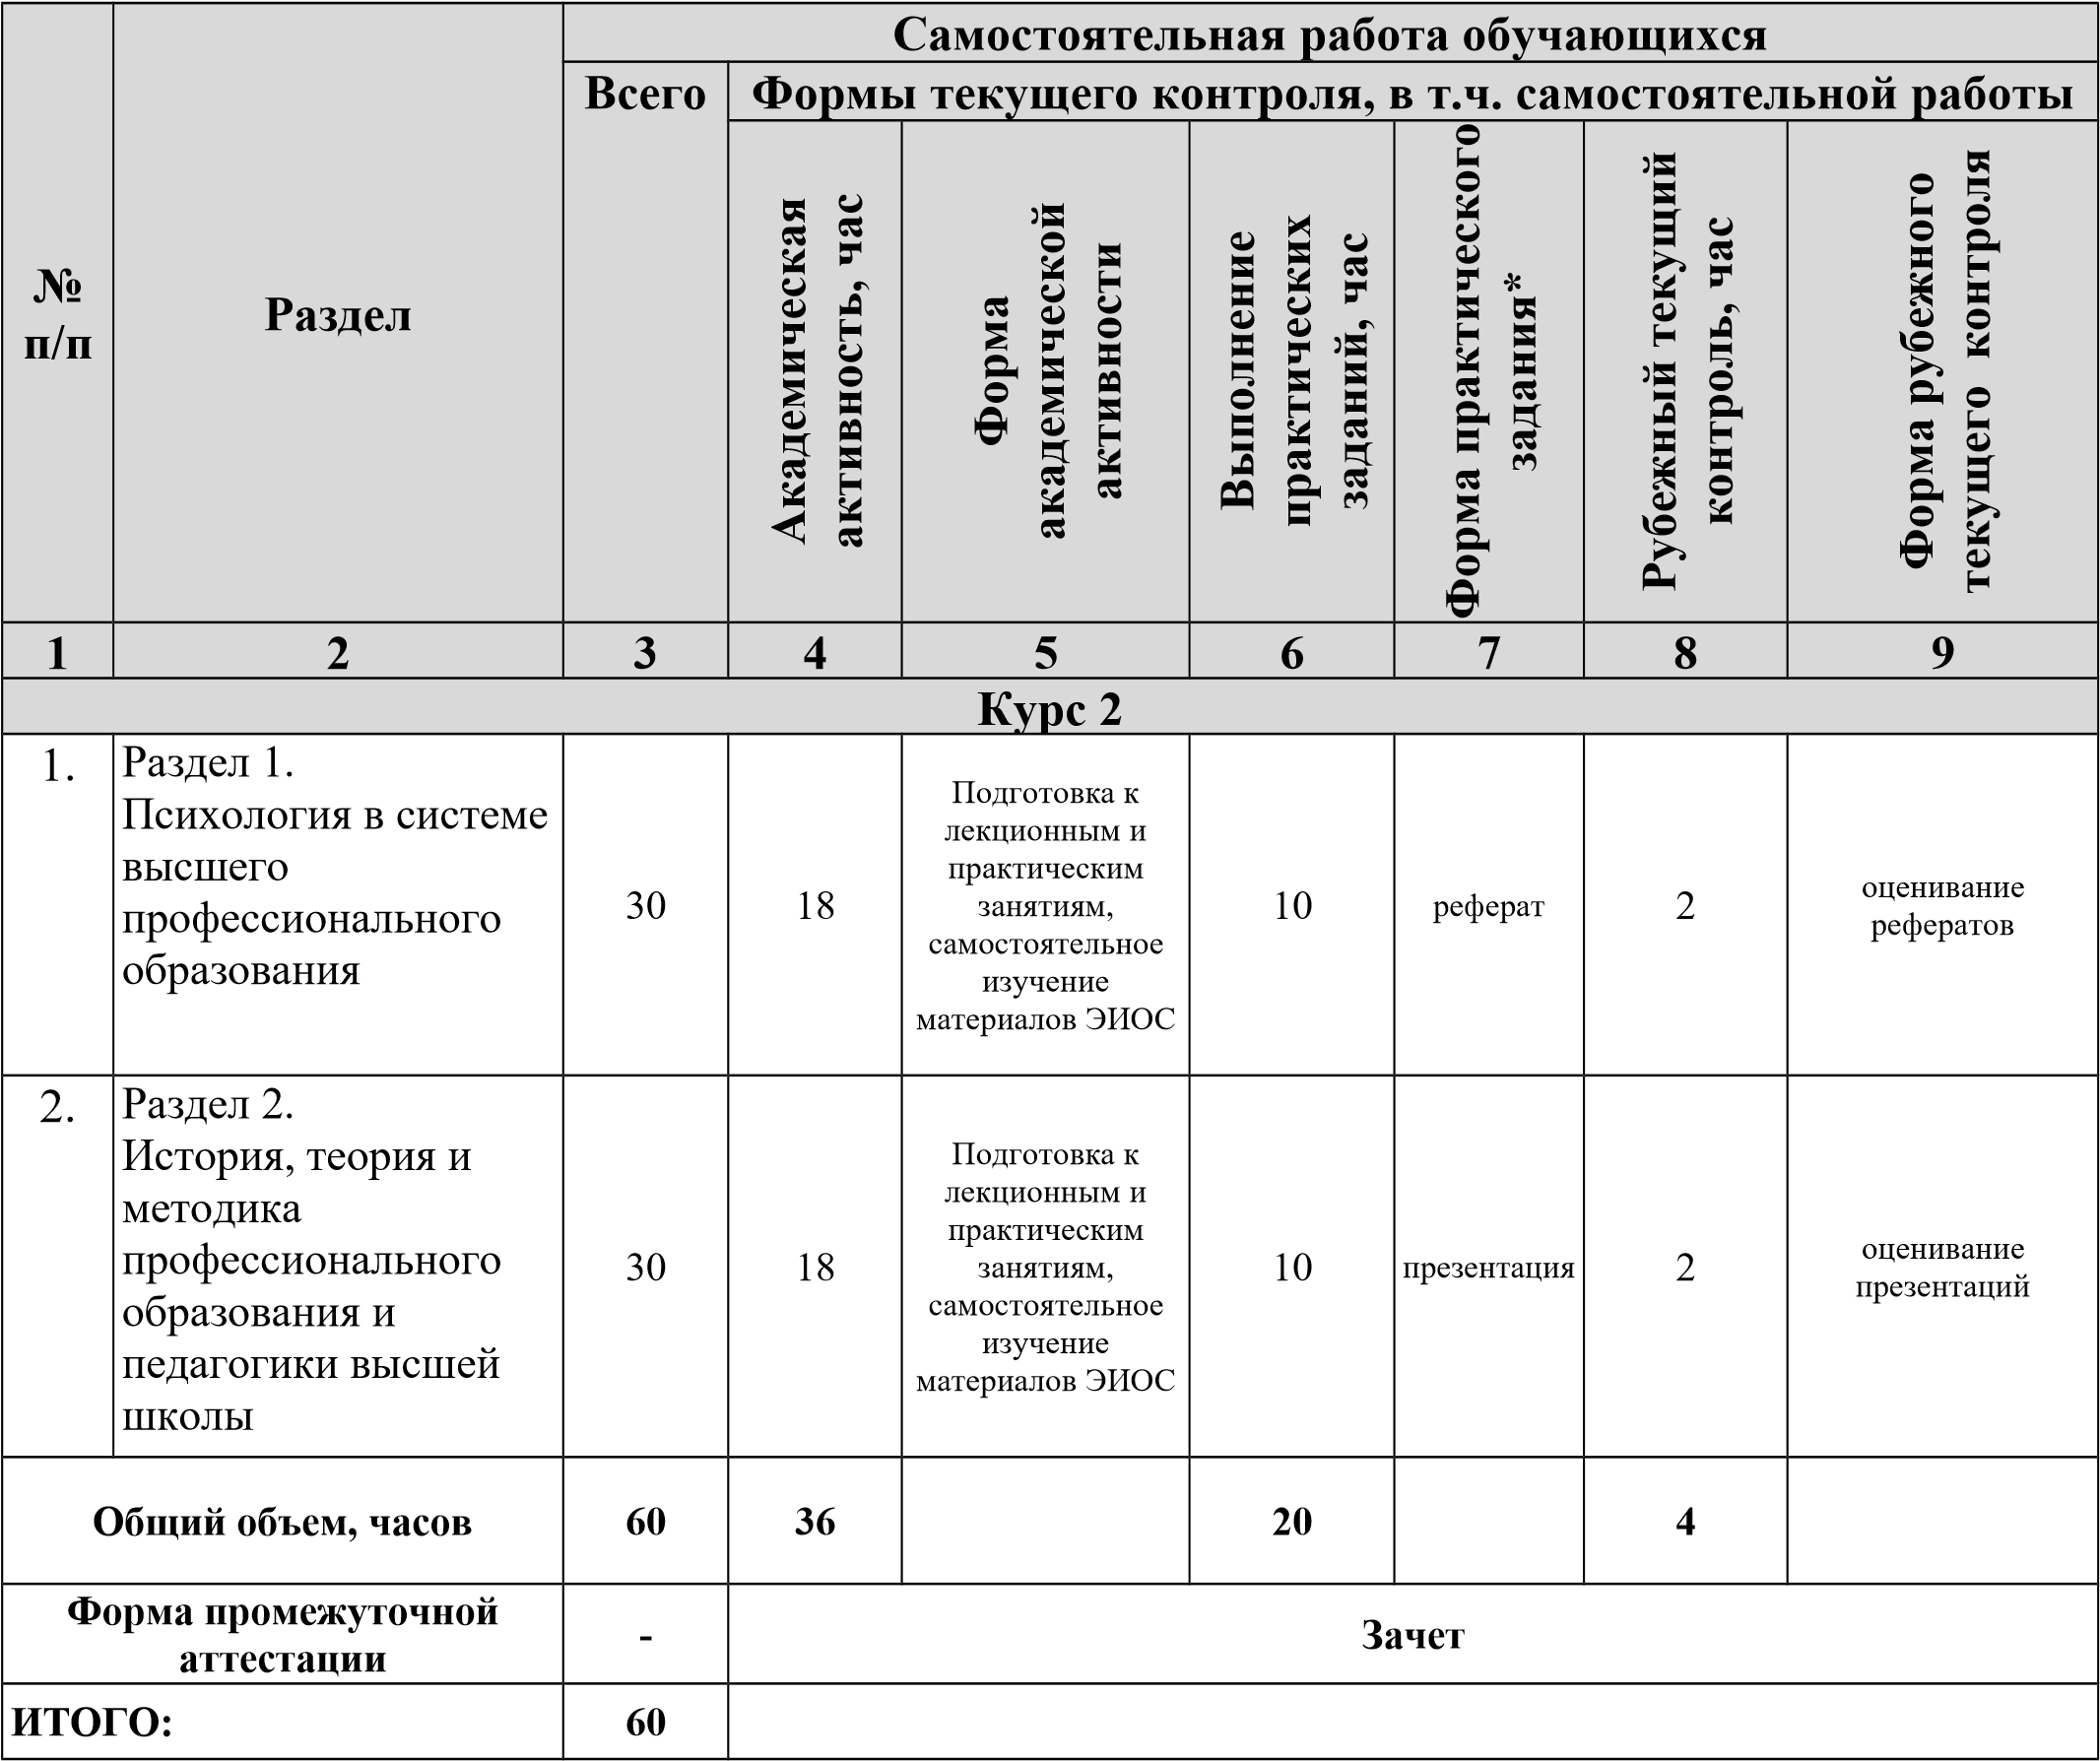 №
п/п
Раздел
Самостоятельная работа обучающихся
Всего
Формы текущего контроля, в т.ч. самостоятельной работы
Академическая
активность, час
Форма
академической
активности
Выполнение
практических
заданий, час
Форма практического
задания*
Рубежный текущий
контроль, час
Форма рубежного
текущего контроля
1 2 3 4 5 6 7 8 9
Курс 2
1.
Раздел 1.
Психология в системе
высшего
профессионального
образования
30
18
Подготовка к
лекционным и
практическим
занятиям,
самостоятельное
изучение
материалов ЭИОС
10
реферат
2
оценивание
рефератов
2.
Раздел 2.
История, теория и
методика
профессионального
образования и
педагогики высшей
школы
30
18
Подготовка к
лекционным и
практическим
занятиям,
самостоятельное
изучение
материалов ЭИОС
10
презентация
2
оценивание
презентаций
Общий объем, часов 60 36 20 4
Форма промежуточной
аттестации
-
Зачет
ИТОГО: 60